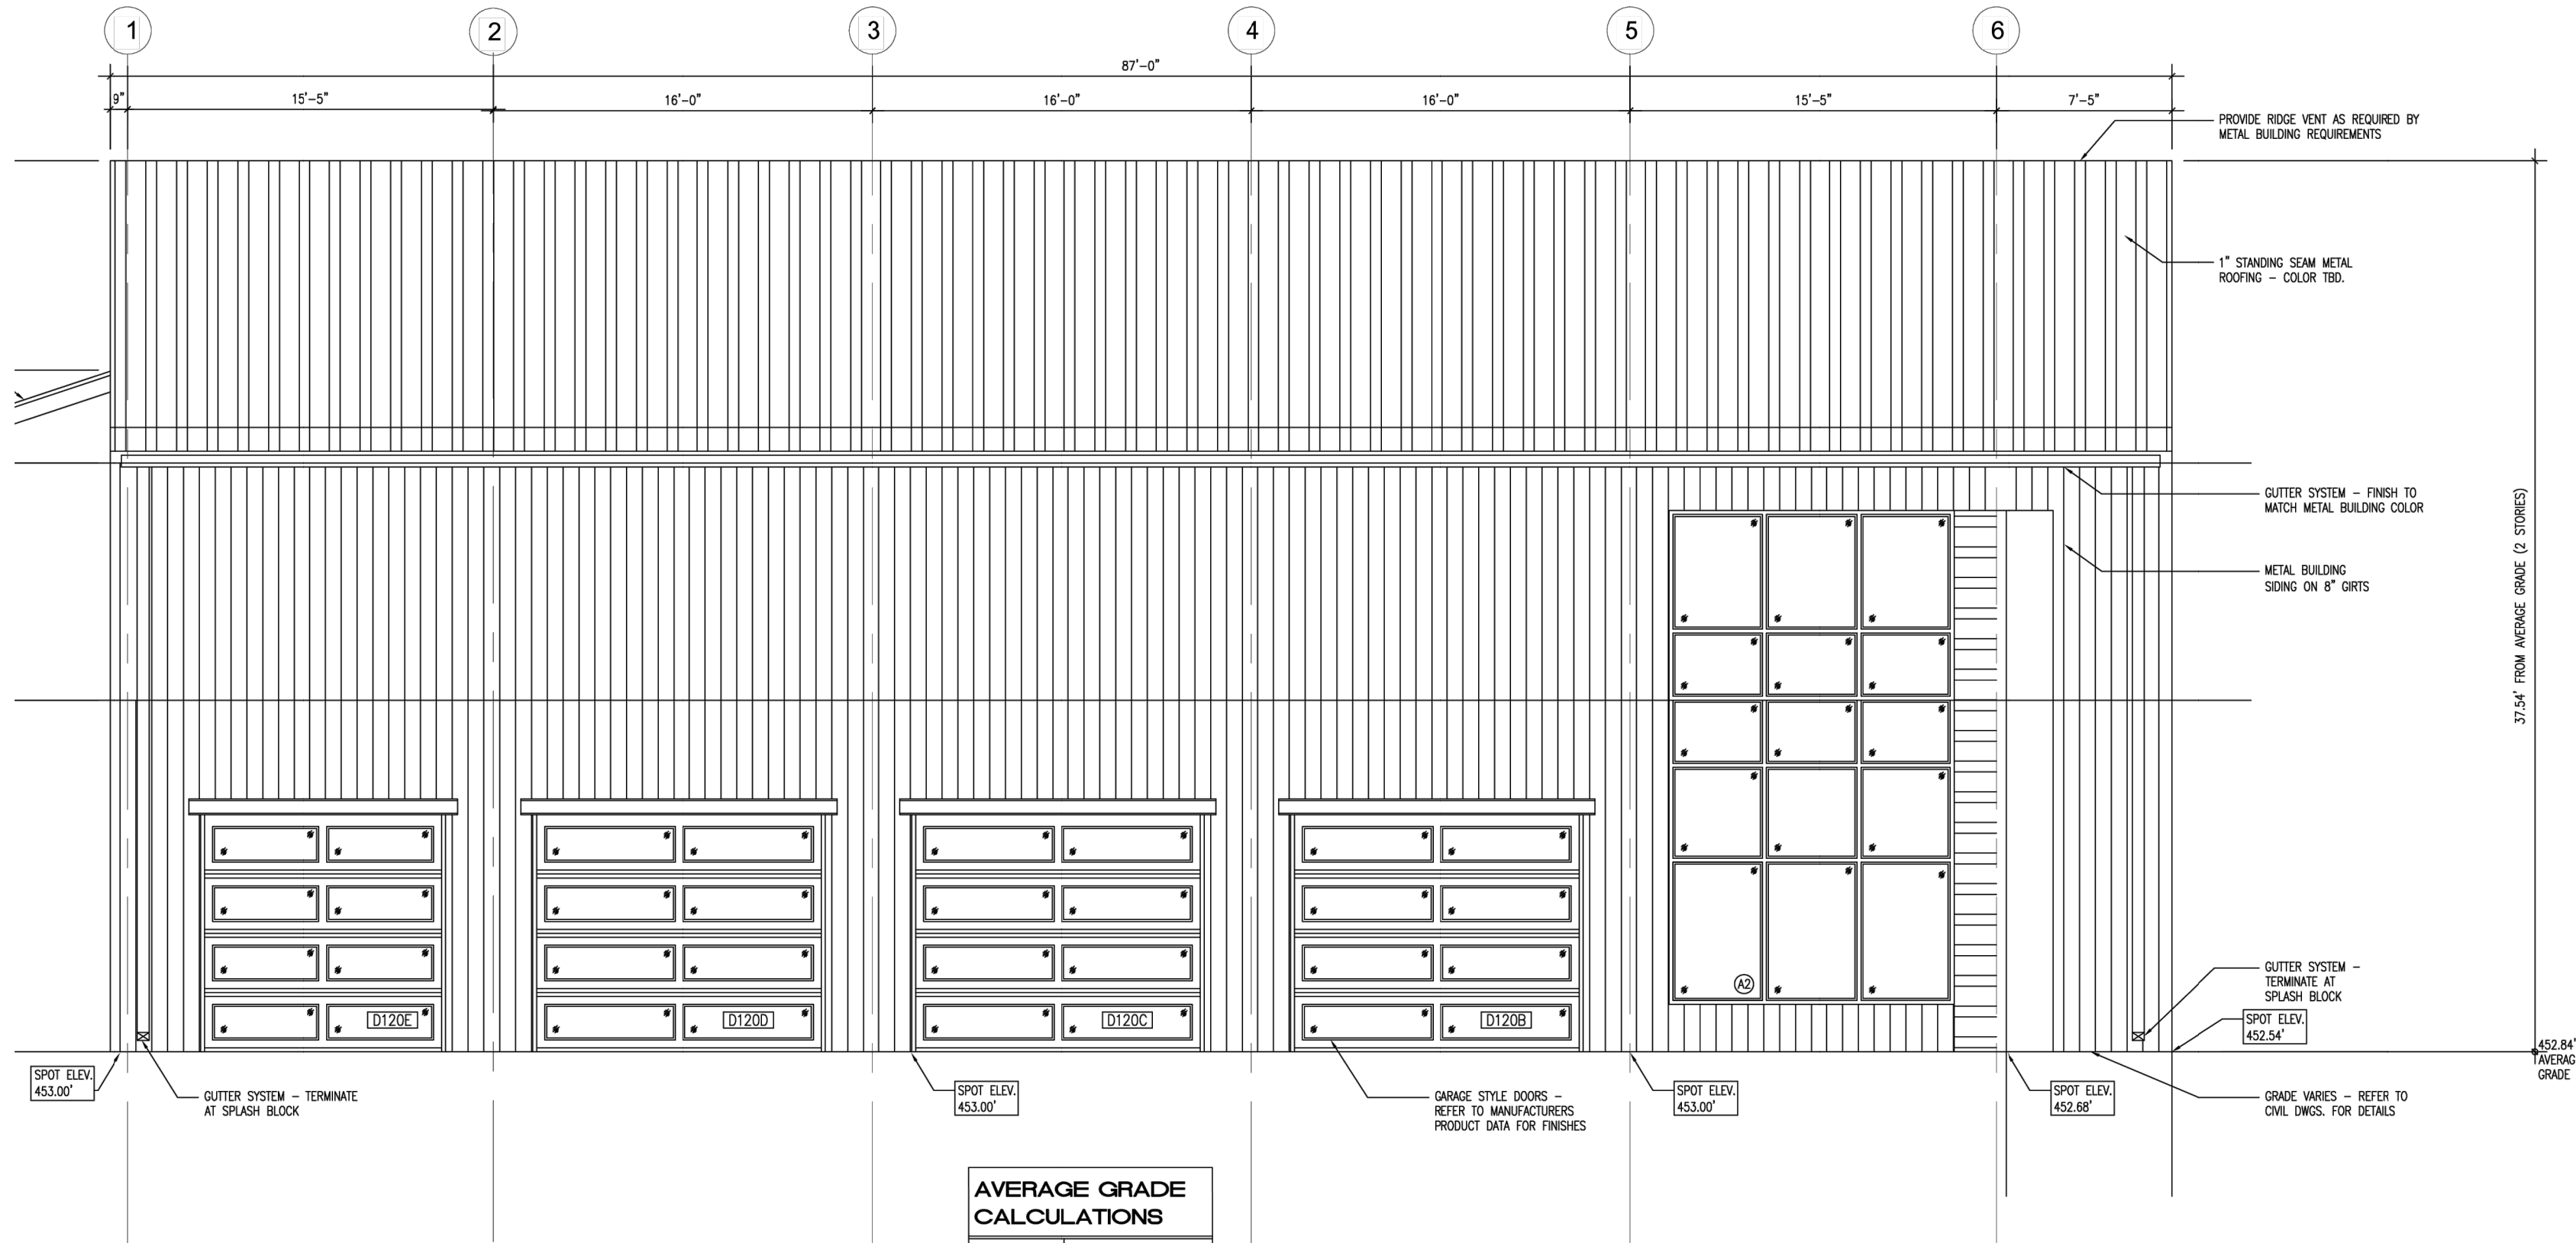 1
2
3
4
5
6
87'-0"
9"
15'-5"
16'-0"
16'-0"
16'-0"
15'-5"
7'-5"
PROVIDE RIDGE VENT AS REQUIRED BY
METAL BUILDING REQUIREMENTS
1" STANDING SEAM METAL
ROOFING - COLOR TBD.
GUTTER SYSTEM - FINISH TO
MATCH METAL BUILDING COLOR
METAL BUILDING
SIDING ON 8" GIRTS
37.54' FROM AVERAGE GRADE (2 STORIES)
A2
D120E
D120D
D120C
D120B
GUTTER SYSTEM -
TERMINATE AT
SPLASH BLOCK
SPOT ELEV.
452.54'
452.84'
AVERAG
GRADE
SPOT ELEV.
453.00'
GUTTER SYSTEM - TERMINATE
AT SPLASH BLOCK
SPOT ELEV.
453.00'
GARAGE STYLE DOORS -
REFER TO MANUFACTURERS
PRODUCT DATA FOR FINISHES
SPOT ELEV.
453.00'
SPOT ELEV.
452.68'
GRADE VARIES - REFER TO
CIVIL DWGS. FOR DETAILS
AVERAGE GRADE
CALCULATIONS